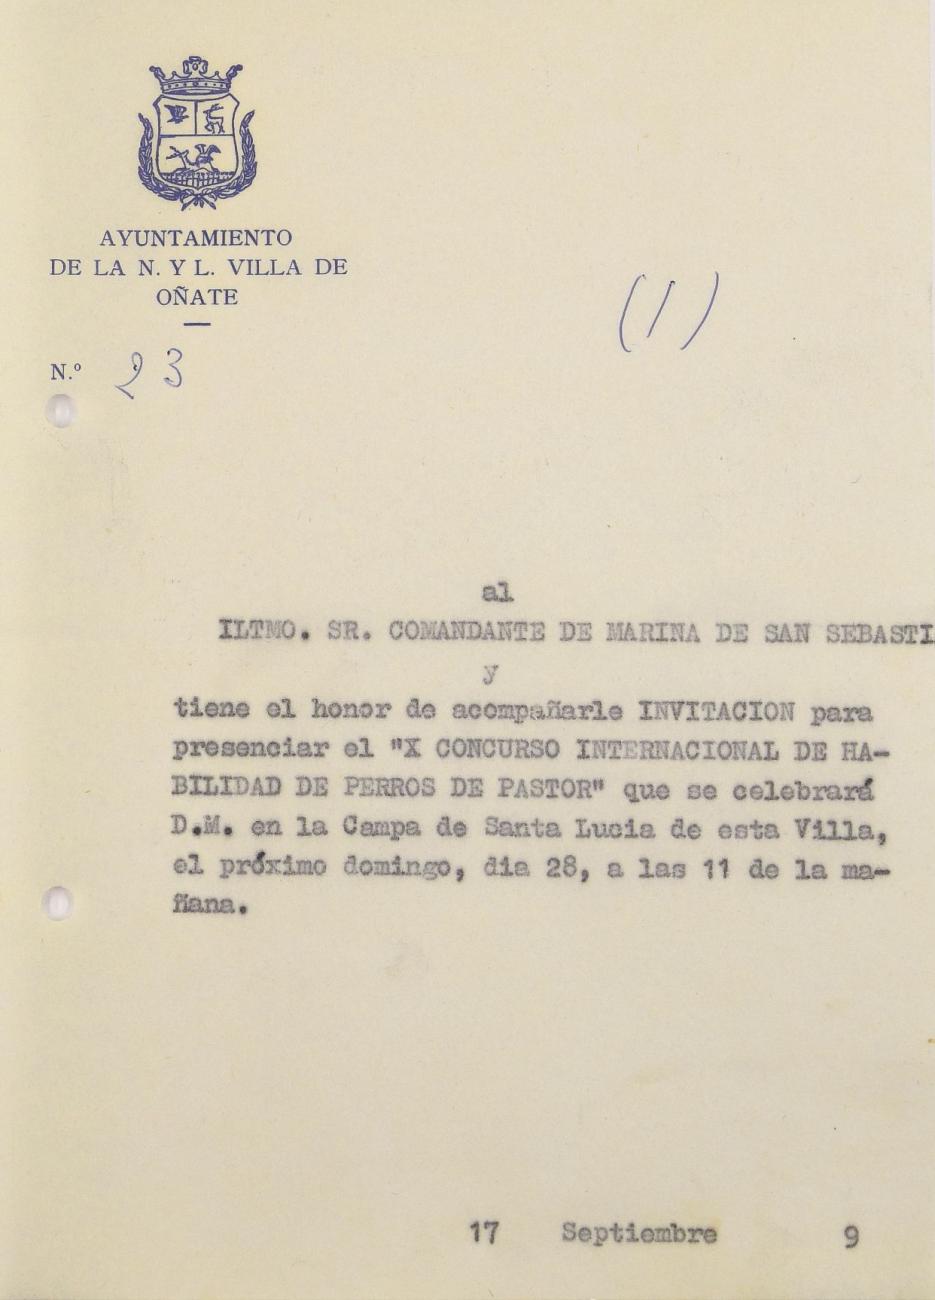 AYUNTAMIENTO
DE LA N. Y L. VILLA DE
OÑATE
N.º 23
(1)
al
ILTMO. SR. COMANDANTE DE MARINA DE SAN SEBASTI
y
tiene el honor de acompañarle INVITACION para
presenciar el "X CONCURSO INTERNACIONAL DE HA-
BILIDAD DE PERROS DE PASTOR" que se celebrará
D.M. en la Campa de Santa Lucia de esta Villa,
el próximo domingo, dia 28, a las 11 de la ma-
ñana.
17 Septiembre 9